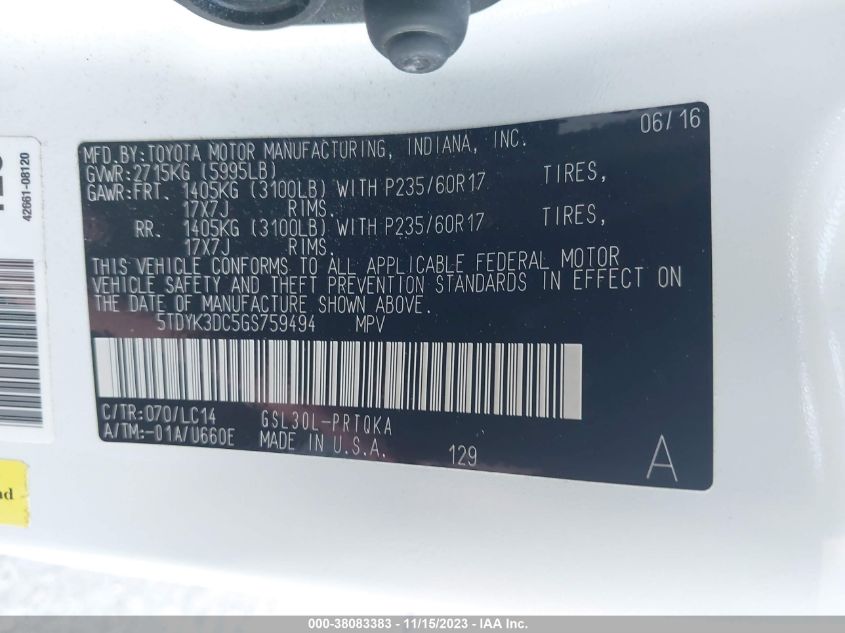 06/16
MFD.BY:TOYOTA MOTOR MANUFACTURING, INDIANA, INC.
GVWR:2715KG (5995LB)
GAWR:FRT. 1405KG (3100LB) WITH P235/60R17 TIRES,
17X7J RIMS.
RR. 1405KG (3100LB) WITH P235/60R17 TIRES,
17X7J RIMS.
THIS VEHICLE CONFORMS TO ALL APPLICABLE FEDERAL MOTOR
VEHICLE SAFETY AND THEFT PREVENTION STANDARDS IN EFFECT ON
THE DATE OF MANUFACTURE SHOWN ABOVE.
5TDYK3DC5GS759494 MPV
C/TR:070/LC14 GSL30L-PRTQKA
A/TM:-01A/U660E MADE IN U.S.A. 129 A
42661-08120
000-38083383 - 11/15/2023 - IAA Inc.